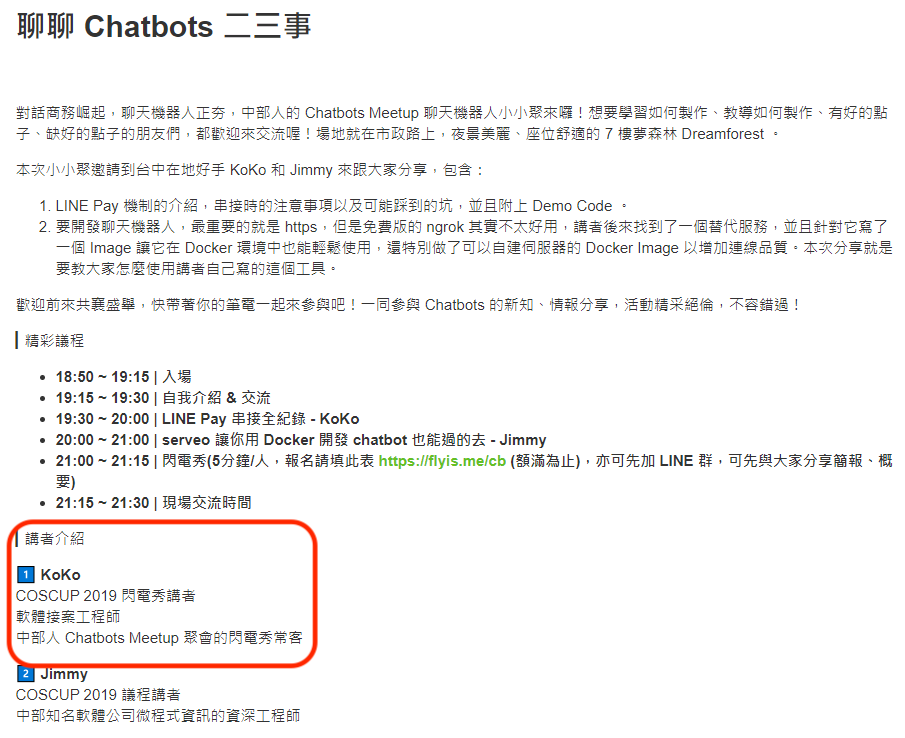 聊聊 Chatbots 二三事
對話商務崛起，聊天機器人正夯，中部人的 Chatbots Meetup 聊天機器人小小聚來囉！想要學習如何製作、教導如何製作、有好的點
子、缺好的點子的朋友們，都歡迎來交流喔！場地就在市政路上，夜景美麗、座位舒適的 7 樓夢森林 Dreamforest 。
本次小小聚邀請到台中在地好手 KoKo 和 Jimmy 來跟大家分享，包含：
1. LINE Pay 機制的介紹，串接時的注意事項以及可能踩到的坑，並且附上 Demo Code 。
2. 要開發聊天機器人，最重要的就是 https，但是免費版的 ngrok 其實不太好用，講者後來找到了一個替代服務，並且針對它寫了
一個 Image 讓它在 Docker 環境中也能輕鬆使用，還特別做了可以自建伺服器的 Docker Image 以增加連線品質。本次分享就是
要教大家怎麼使用講者自己寫的這個工具。
歡迎前來共襄盛舉，快帶著你的筆電一起來參與吧！一同參與 Chatbots 的新知、情報分享，活動精采絕倫，不容錯過！
精彩議程
• 18:50 ~ 19:15 | 入場
• 19:15 ~ 19:30 | 自我介紹 & 交流
• 19:30 ~ 20:00 | LINE Pay 串接全紀錄 - KoKo
• 20:00 ~ 21:00 | serveo 讓你用 Docker 開發 chatbot 也能過的去 - Jimmy
• 21:00 ~ 21:15 | 閃電秀(5分鐘/人，報名請填此表 https://flyis.me/cb (額滿為止)，亦可先加 LINE 群，可先與大家分享簡報、概
要)
• 21:15 ~ 21:30 | 現場交流時間
講者介紹
1 KoKo
COSCUP 2019 閃電秀講者
軟體接案工程師
中部人 Chatbots Meetup 聚會的閃電秀常客
2 Jimmy
COSCUP 2019 議程講者
中部知名軟體公司微程式資訊的資深工程師